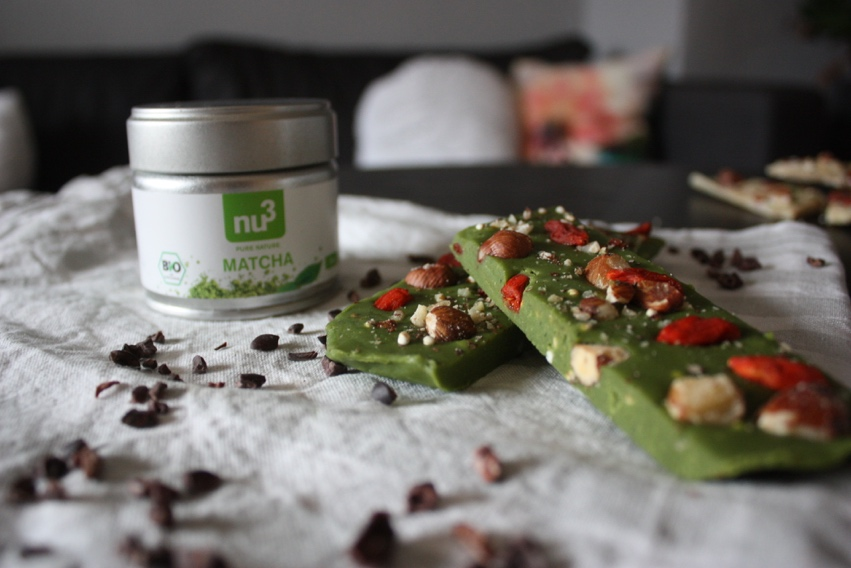 nu³
PURE NATURE
MATCHA
BIO